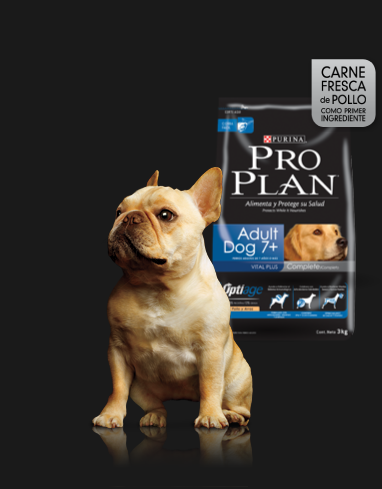 CARNE
FRESCA
de POLLO
COMO PRIMER
INGREDIENTE
PURINA
PRO
PLAN
Alimenta y Protege su Salud
Adult
Dog 7+
VITAL PLUS
Complete
Optiage
3kg